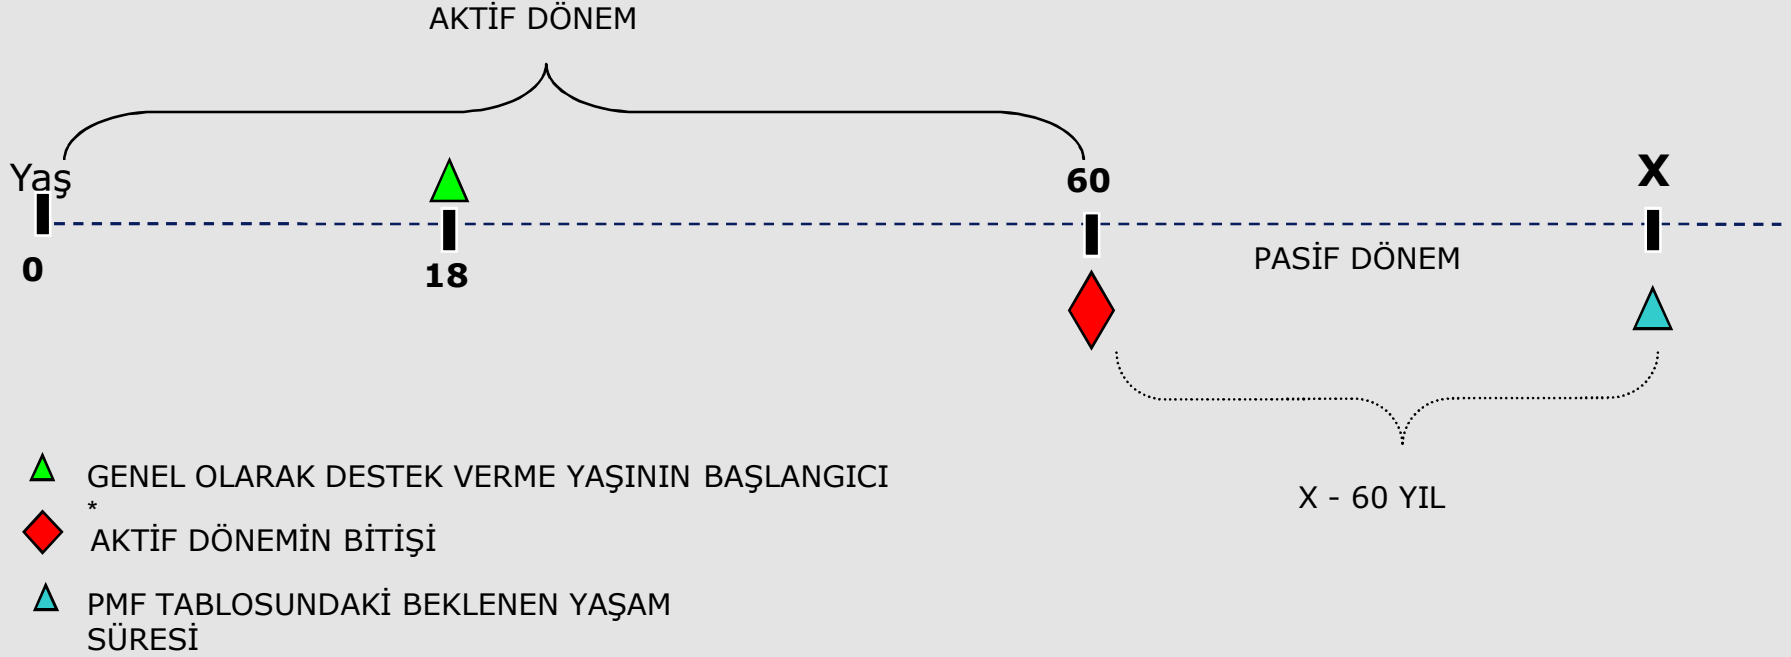 AKTİF DÖNEM
Yaş
60
X
0
18
PASİF DÖNEM
GENEL OLARAK DESTEK VERME YAŞININ BAŞLANGICI
*
X - 60 YIL
AKTİF DÖNEMİN BİTİŞİ
PMF TABLOSUNDAKİ BEKLENEN YAŞAM
SÜRESİ